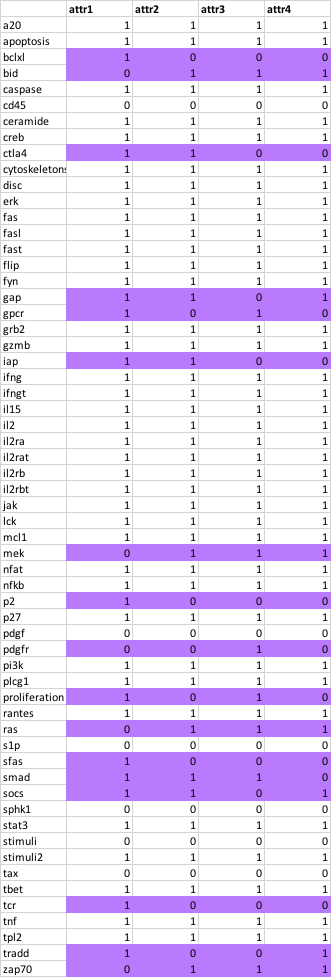 attr1 attr2 attr3 attr4
a20 1 1 1 1
apoptosis 1 1 1 1
bclxl 1 0 0 0
bid 0 1 1 1
caspase 1 1 1 1
cd45 0 0 0 0
ceramide 1 1 1 1
creb 1 1 1 1
ctla4 1 1 0 0
cytoskeletons 1 1 1 1
disc 1 1 1 1
erk 1 1 1 1
fas 1 1 1 1
fasl 1 1 1 1
fast 1 1 1 1
flip 1 1 1 1
fyn 1 1 1 1
gap 1 1 0 1
gpcr 1 0 1 0
grb2 1 1 1 1
gzmb 1 1 1 1
iap 1 1 0 0
ifng 1 1 1 1
ifngt 1 1 1 1
il15 1 1 1 1
il2 1 1 1 1
il2ra 1 1 1 1
il2rat 1 1 1 1
il2rb 1 1 1 1
il2rbt 1 1 1 1
jak 1 1 1 1
lck 1 1 1 1
mcl1 1 1 1 1
mek 0 1 1 1
nfat 1 1 1 1
nfkb 1 1 1 1
p2 1 0 0 0
p27 1 1 1 1
pdgf 0 0 0 0
pdgfr 0 0 1 0
pi3k 1 1 1 1
plcg1 1 1 1 1
proliferation 1 0 1 0
rantes 1 1 1 1
ras 0 1 1 1
s1p 0 0 0 0
sfas 1 0 0 0
smad 1 1 1 0
socs 1 1 0 1
sphk1 0 0 0 0
stat3 1 1 1 1
stimuli 0 0 0 0
stimuli2 1 1 1 1
tax 0 0 0 0
tbet 1 1 1 1
tcr 1 0 0 0
tnf 1 1 1 1
tpl2 1 1 1 1
tradd 1 0 0 1
zap70 0 1 1 1